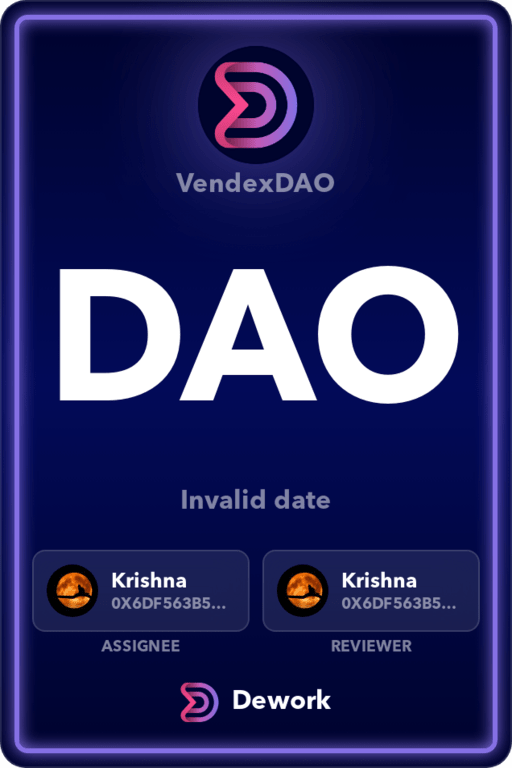 VendexDAO
DAO
Invalid date
Krishna
0X6DF563B5...
ASSIGNEE
Krishna
0X6DF563B5...
REVIEWER
Dework